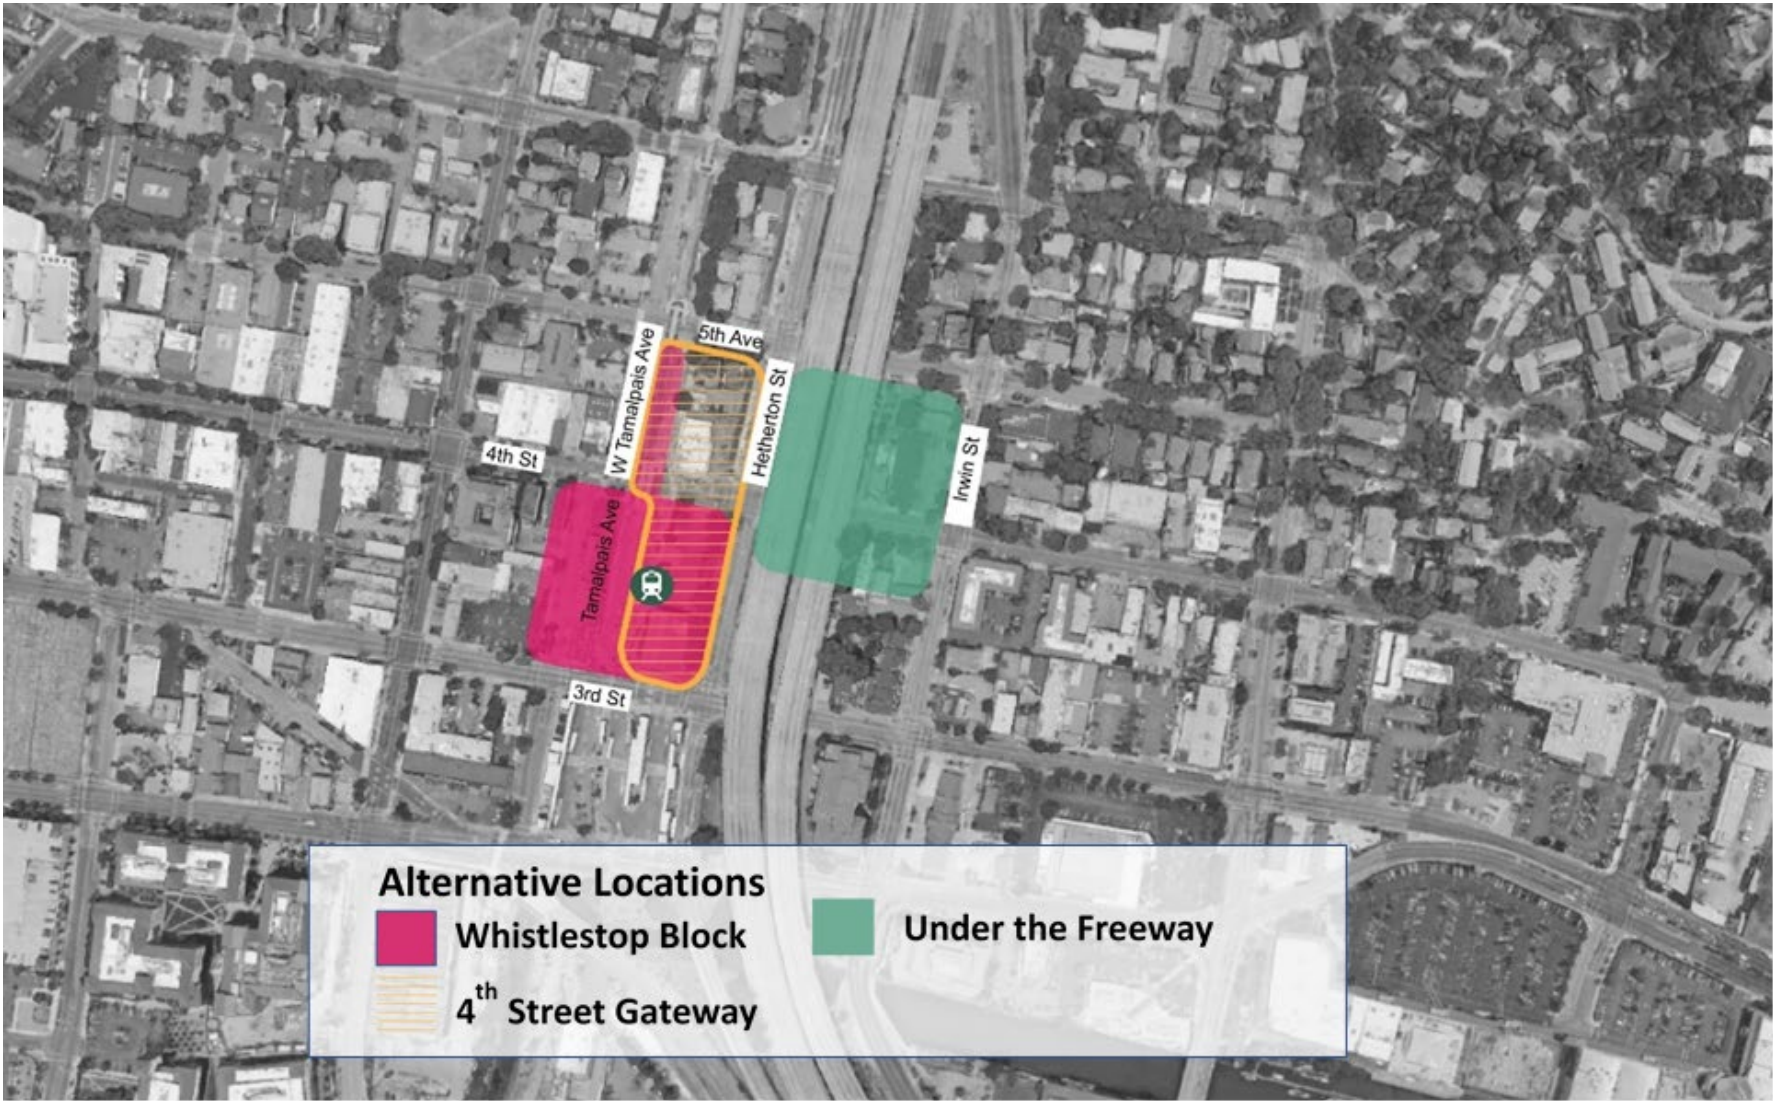 5th Ave
W Tamalpais Ave
Hetherton St
4th St
Irwin St
Tamalpais Ave
3rd St
Alternative Locations
Whistlestop Block
Under the Freeway
4th Street Gateway